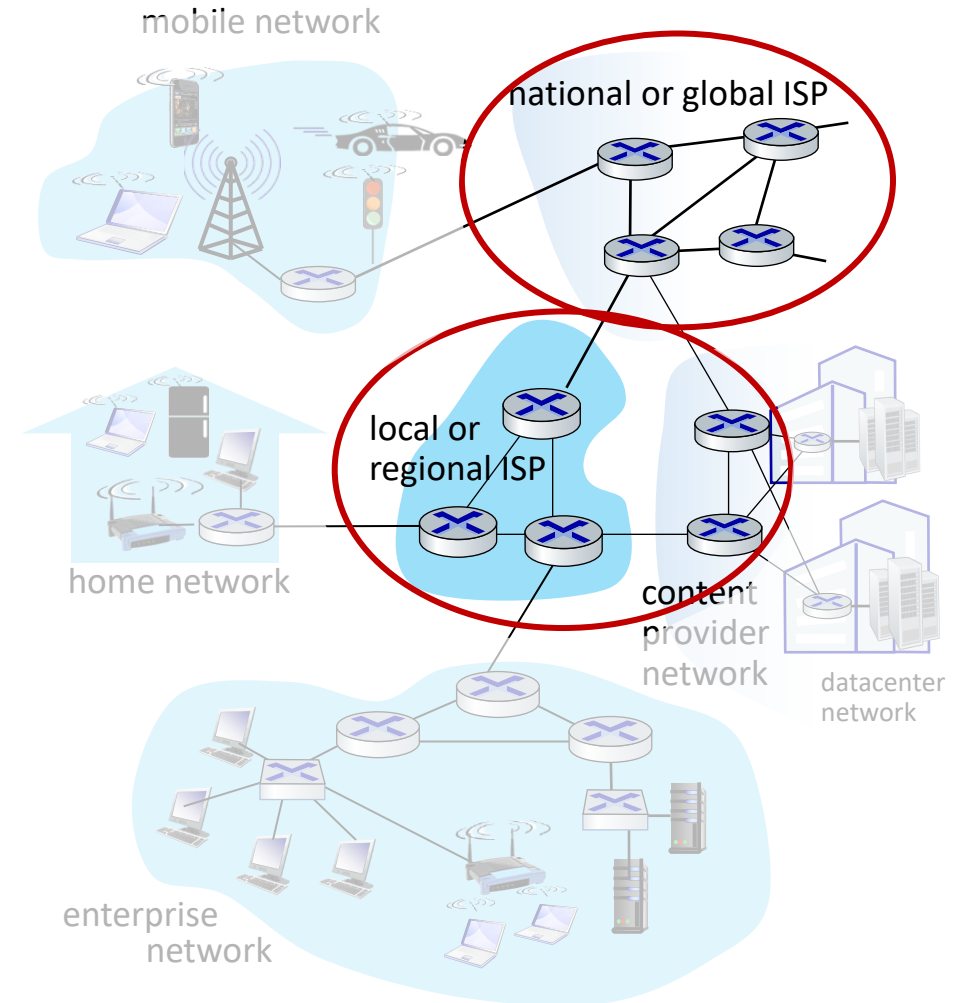 mobile network
national or global ISP
local or
regional ISP
home network
content
provider
network
datacenter
network
enterprise
network